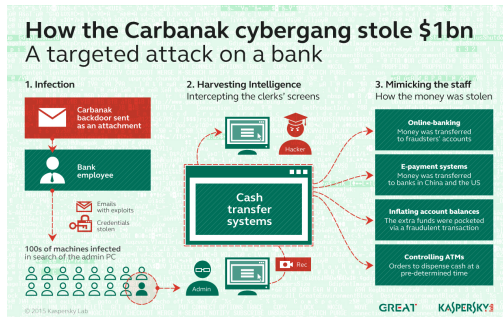 How the Carbanak cybergang stole $1bn
A targeted attack on a bank
1. Infection
Carbanak
backdoor sent
as an attachment
Bank
employee
Emails
with exploits
Credentials
stolen
100s of machines infected
in search of the admin PC
2. Harvesting Intelligence
Intercepting the clerks' screens
Hacker
Cash
transfer
systems
Rec
Admin
3. Mimicking the staff
How the money was stolen
Online-banking
Money was transferred
to fraudsters' accounts
E-payment systems
Money was transferred
to banks in China and the US
Inflating account balances
The extra funds were pocketed
via a fraudulent transaction
Controlling ATMs
Orders to dispense cash at a
pre-determined time
© 2015 Kaspersky Lab
GREAT
KASPERSKY